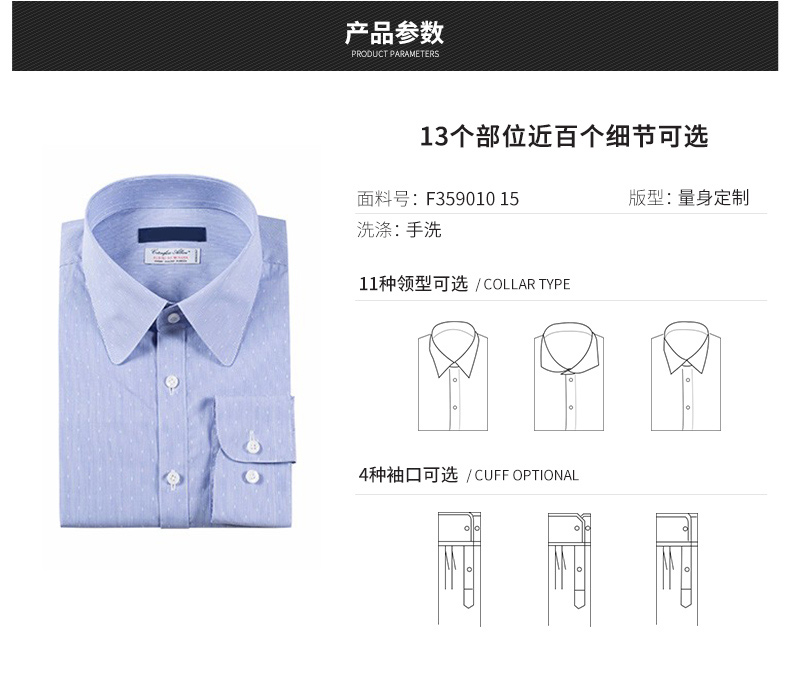 产品参数
PRODUCT PARAMETERS
13个部位近百个细节可选
面料号：F359010 15
版型：量身定制
洗涤：手洗
11种领型可选 / COLLAR TYPE
4种袖口可选 / CUFF OPTIONAL